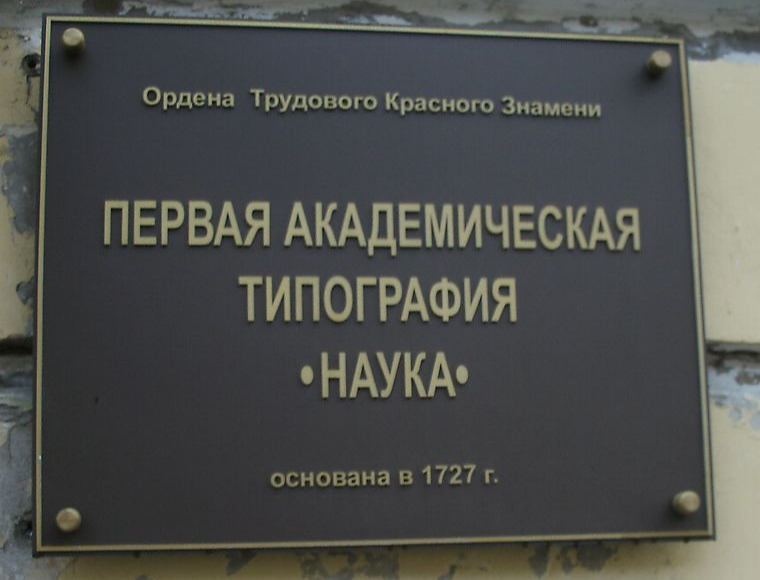 Ордена Трудового Красного Знамени
ПЕРВАЯ АКАДЕМИЧЕСКАЯ
ТИПОГРАФИЯ
•НАУКА•
основана в 1727 г.